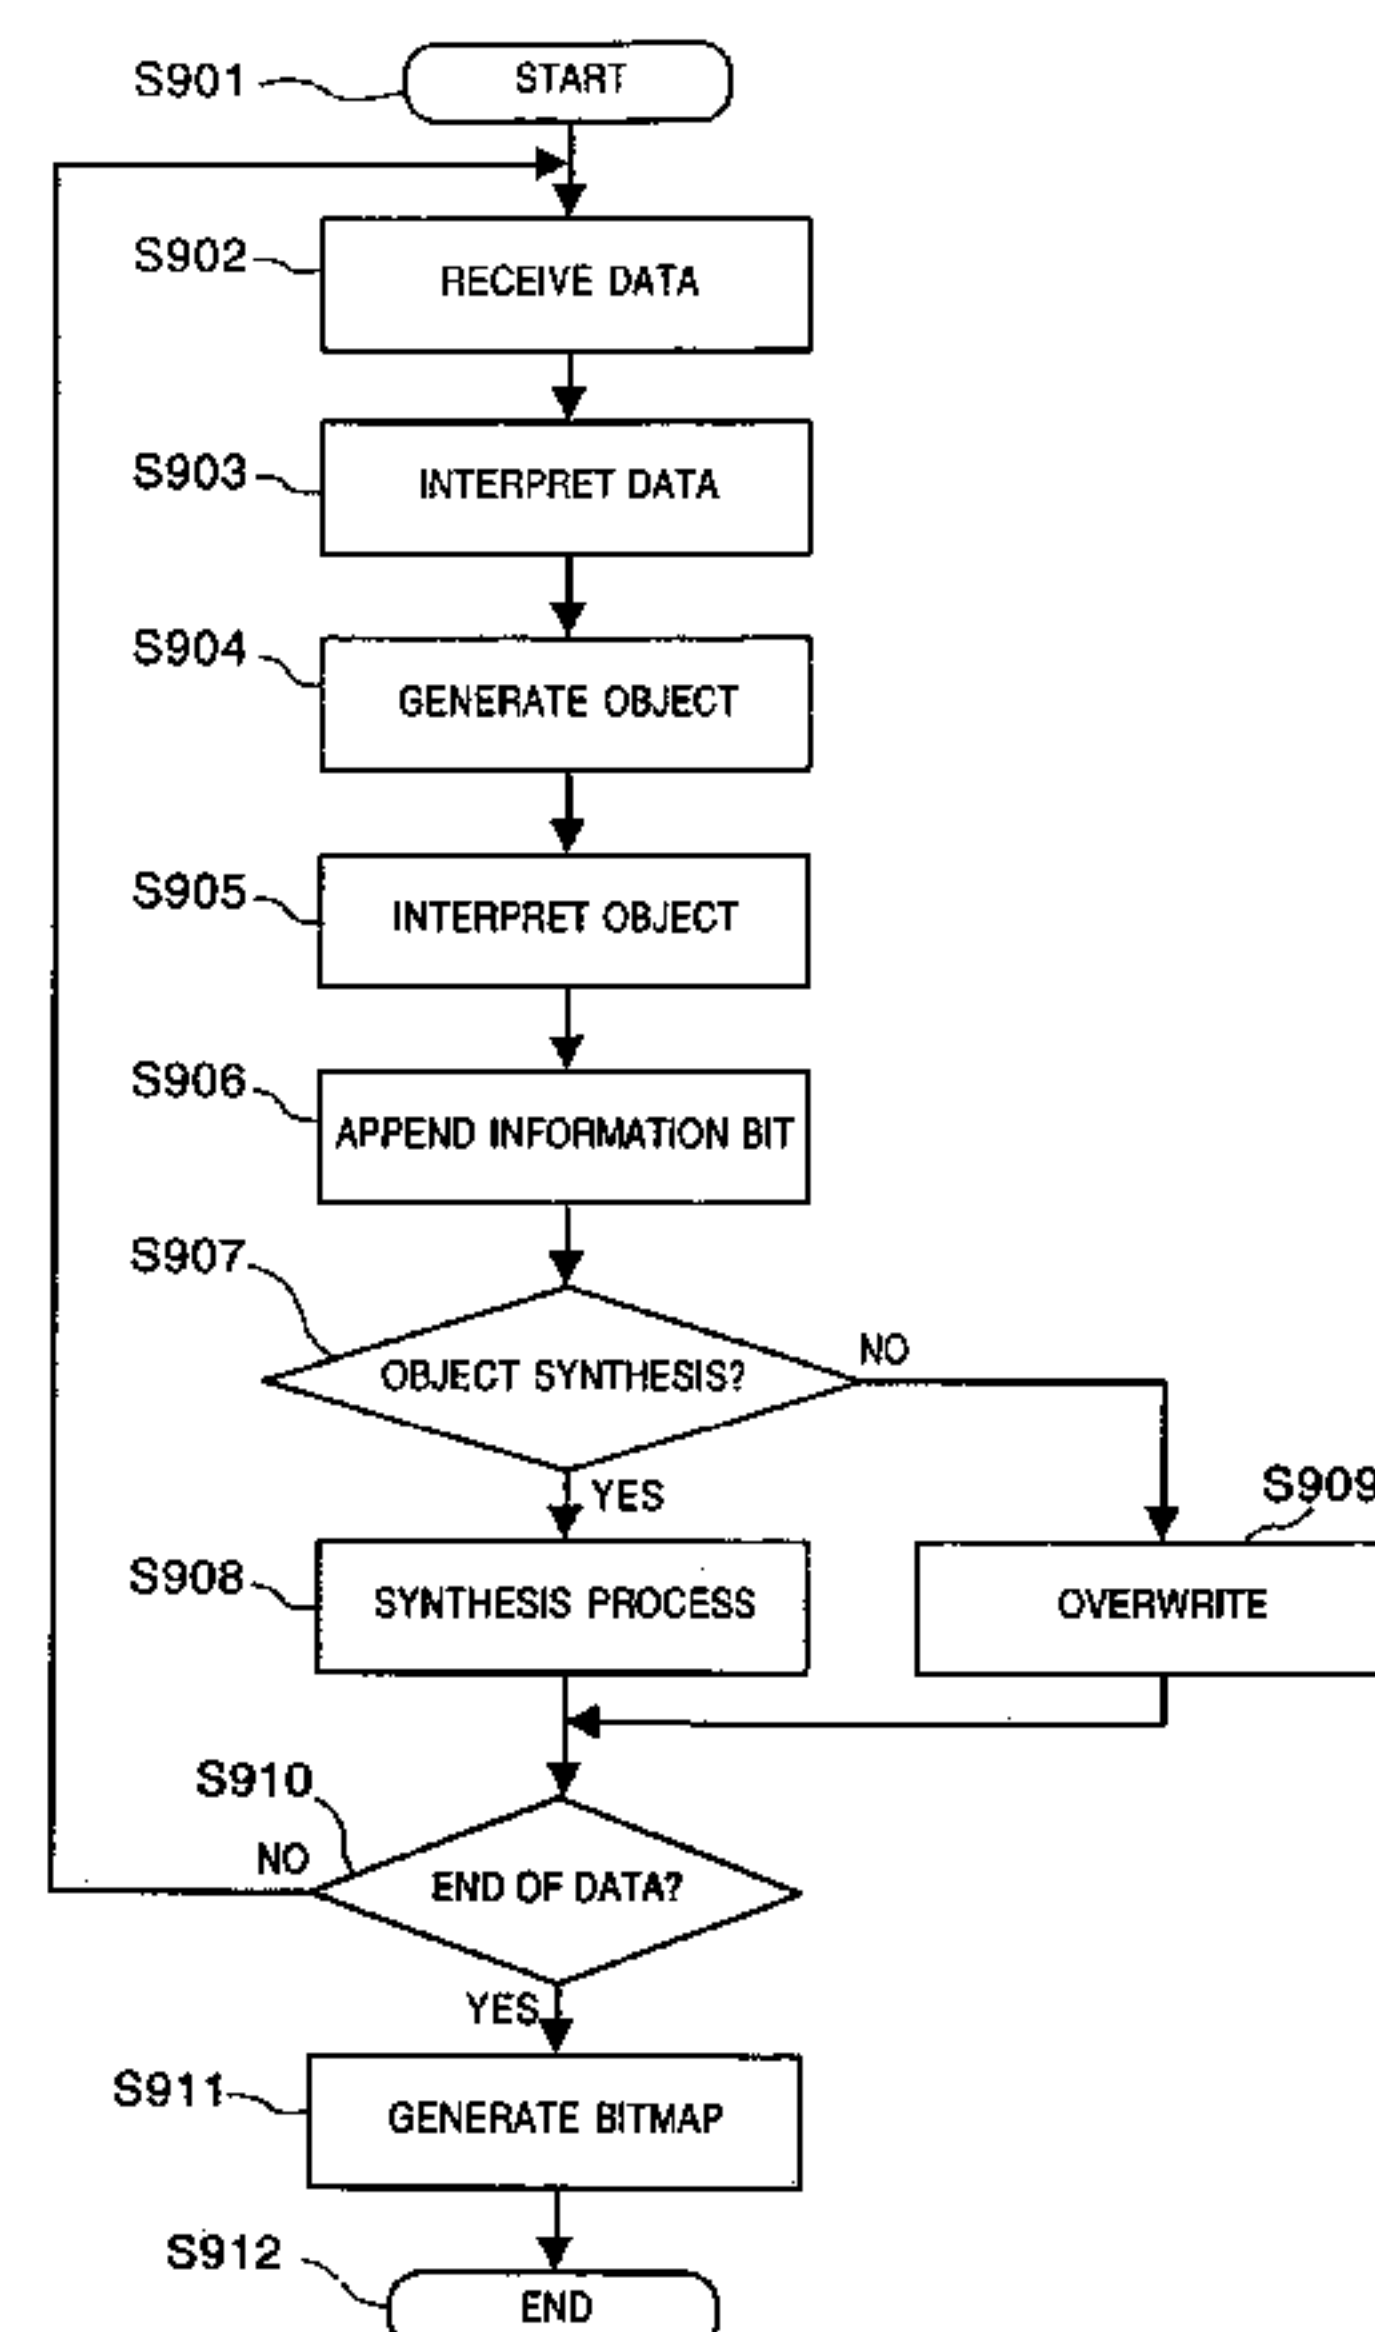 S901
START
S902
RECEIVE DATA
S903
INTERPRET DATA
S904
GENERATE OBJECT
S905
INTERPRET OBJECT
S906
APPEND INFORMATION BIT
S907
OBJECT SYNTHESIS?
NO
YES
S909
S908
SYNTHESIS PROCESS
OVERWRITE
S910
NO
END OF DATA?
YES
S911
GENERATE BITMAP
S912
END